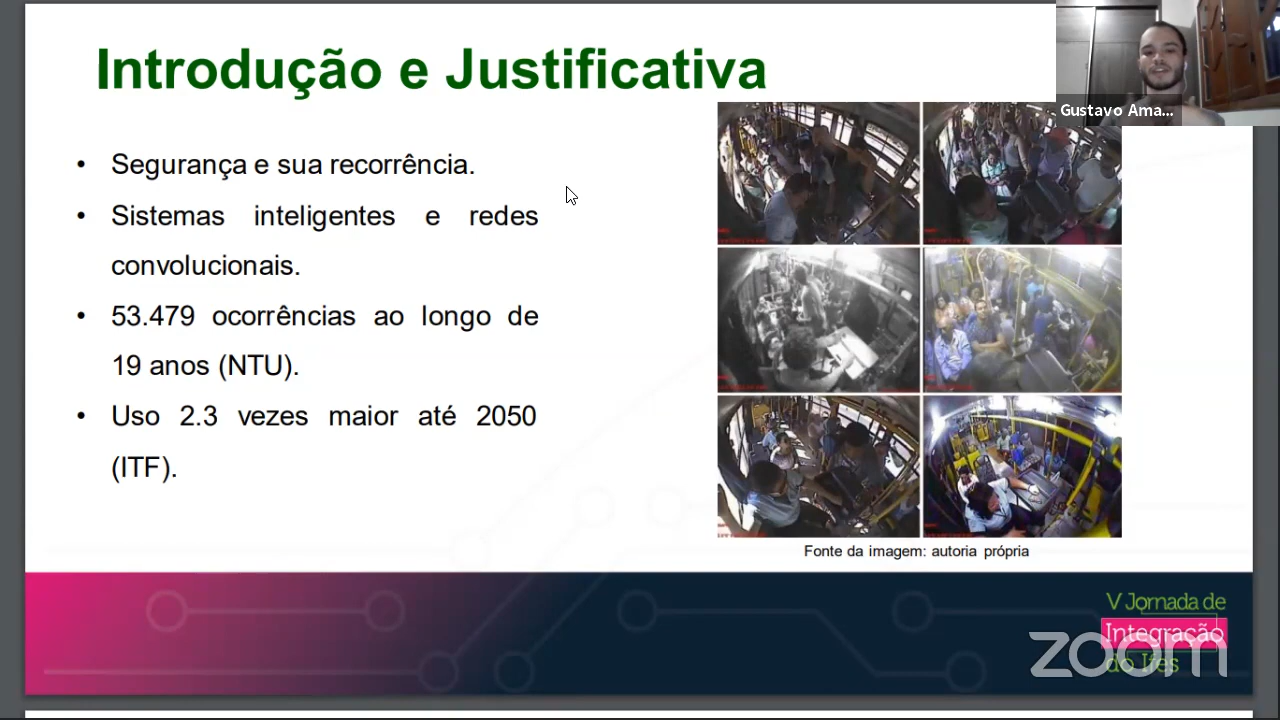 Introdução e Justificativa
Gustavo Ama...
• Segurança e sua recorrência.
• Sistemas inteligentes e redes
convolucionais.
• 53.479 ocorrências ao longo de
19 anos (NTU).
• Uso 2.3 vezes maior até 2050
(ITF).
Fonte da imagem: autoria própria
V Jornada de
Integração
do Ifes
zoom